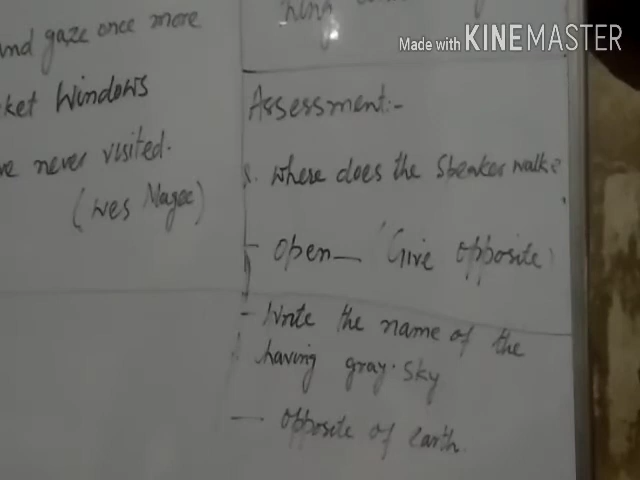 and gaze once more
ket Windows
ve never visited.
(Wes Magee)
Made with KINEMASTER
Assessment:-
where does the Speaker walk?
- Open — (Give opposite)
- Write the name of the
having gray sky
— opposite of earth.